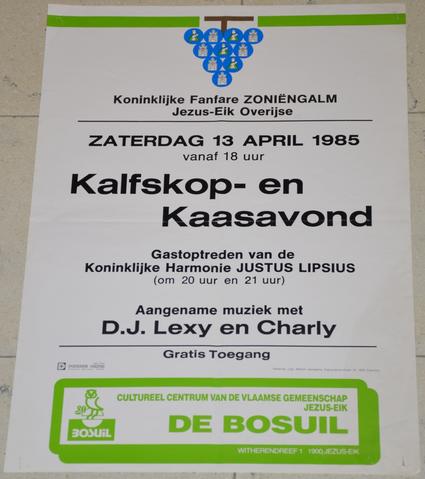 Koninklijke Fanfare ZONIËNGALM
Jezus-Eik Overijse
ZATERDAG 13 APRIL 1985
vanaf 18 uur
Kalfskop- en
Kaasavond
Gastoptreden van de
Koninklijke Harmonie JUSTUS LIPSIUS
(om 20 uur en 21 uur)
Aangename muziek met
D.J. Lexy en Charly
Gratis Toegang
CULTUREEL CENTRUM VAN DE VLAAMSE GEMEENSCHAP
JEZUS-EIK
DE BOSUIL
BOSUIL
WITHERENDREEF 1 1900 JEZUS-EIK